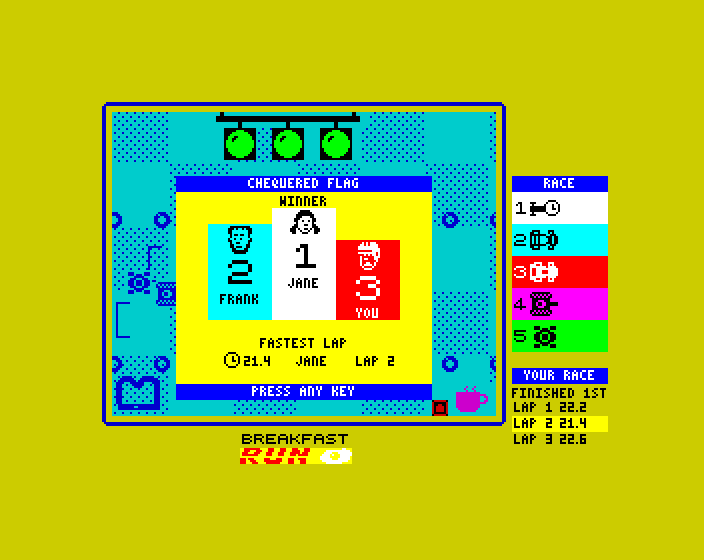 CHEQUERED FLAG
WINNER
1
JANE
2
FRANK
3
YOU
FASTEST LAP
21.4 JANE LAP 2
PRESS ANY KEY
RACE
1
2
3
4
5
YOUR RACE
FINISHED 1ST
LAP 1 22.2
LAP 2 21.4
LAP 3 22.6
BREAKFAST
RUN